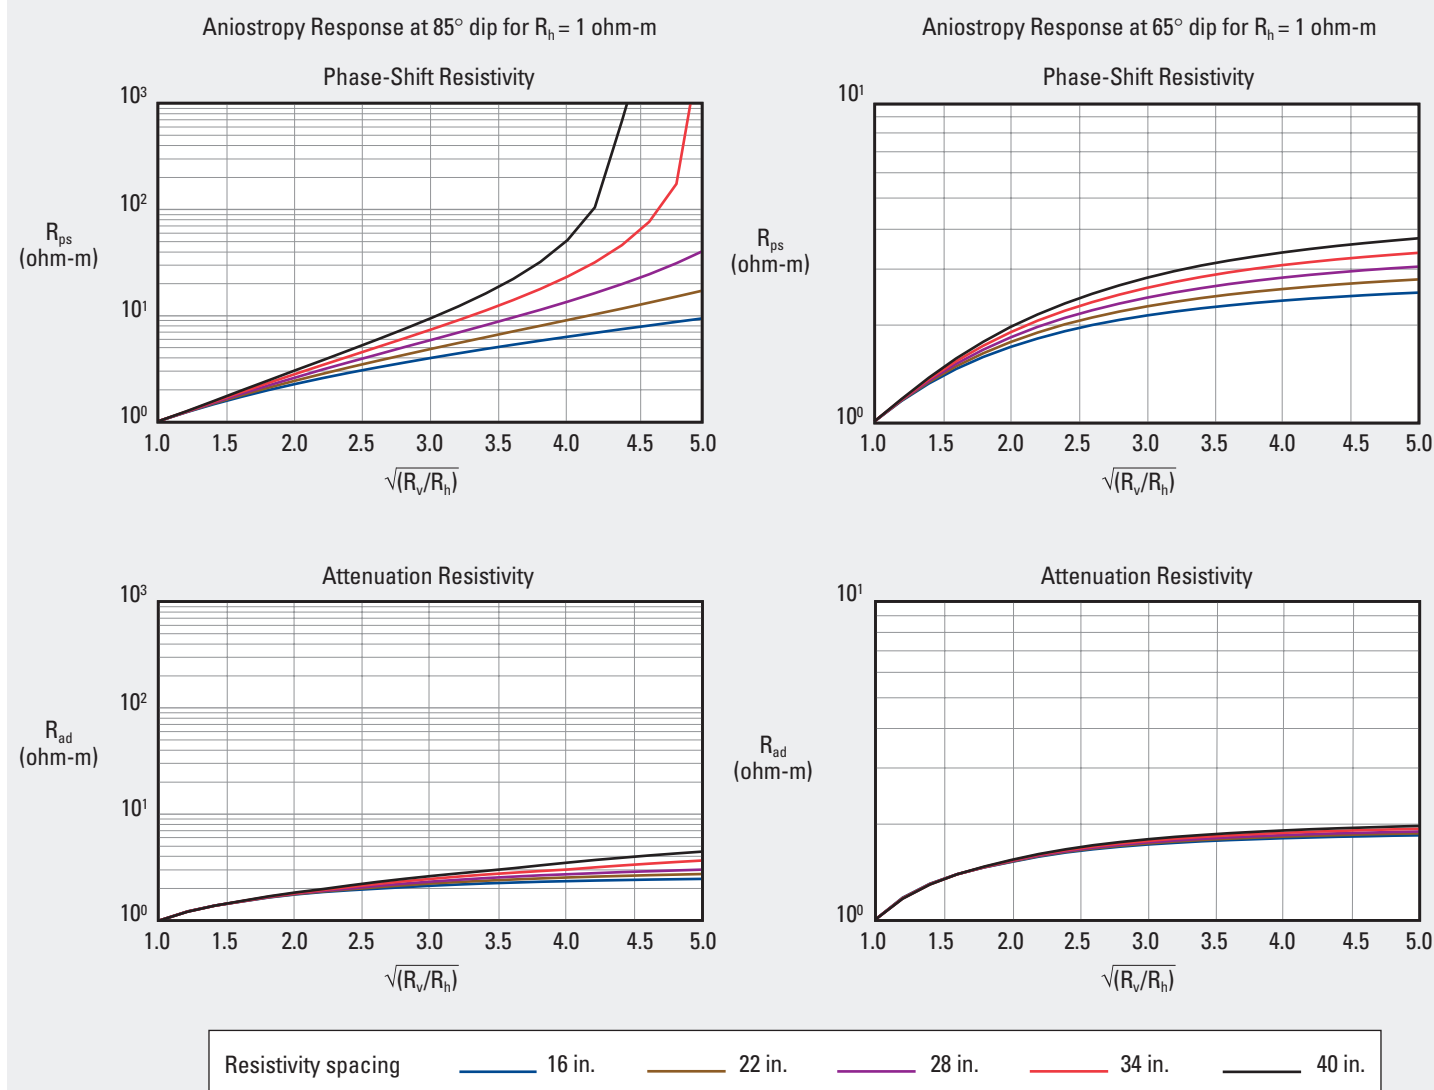 Aniostropy Response at 85° dip for Rₕ = 1 ohm-m
Phase-Shift Resistivity
10³
10²
10¹
10⁰
Rₚₛ
(ohm-m)
1.0 1.5 2.0 2.5 3.0 3.5 4.0 4.5 5.0
√(Rᵥ/Rₕ)
Aniostropy Response at 65° dip for Rₕ = 1 ohm-m
Phase-Shift Resistivity
10¹
10⁰
Rₚₛ
(ohm-m)
1.0 1.5 2.0 2.5 3.0 3.5 4.0 4.5 5.0
√(Rᵥ/Rₕ)
Attenuation Resistivity
10³
10²
10¹
10⁰
R_ad
(ohm-m)
1.0 1.5 2.0 2.5 3.0 3.5 4.0 4.5 5.0
√(Rᵥ/Rₕ)
Attenuation Resistivity
10¹
10⁰
R_ad
(ohm-m)
1.0 1.5 2.0 2.5 3.0 3.5 4.0 4.5 5.0
√(Rᵥ/Rₕ)
Resistivity spacing 16 in. 22 in. 28 in. 34 in. 40 in.